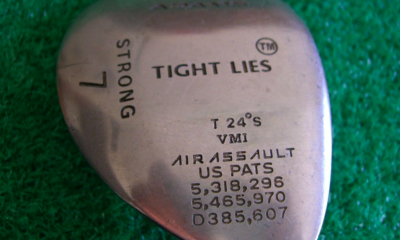 TIGHT LIES TM
STRONG
7
T 24°S
VMI
AIR ASSAULT
US PATS
5,318,296
5,465,970
D385,607